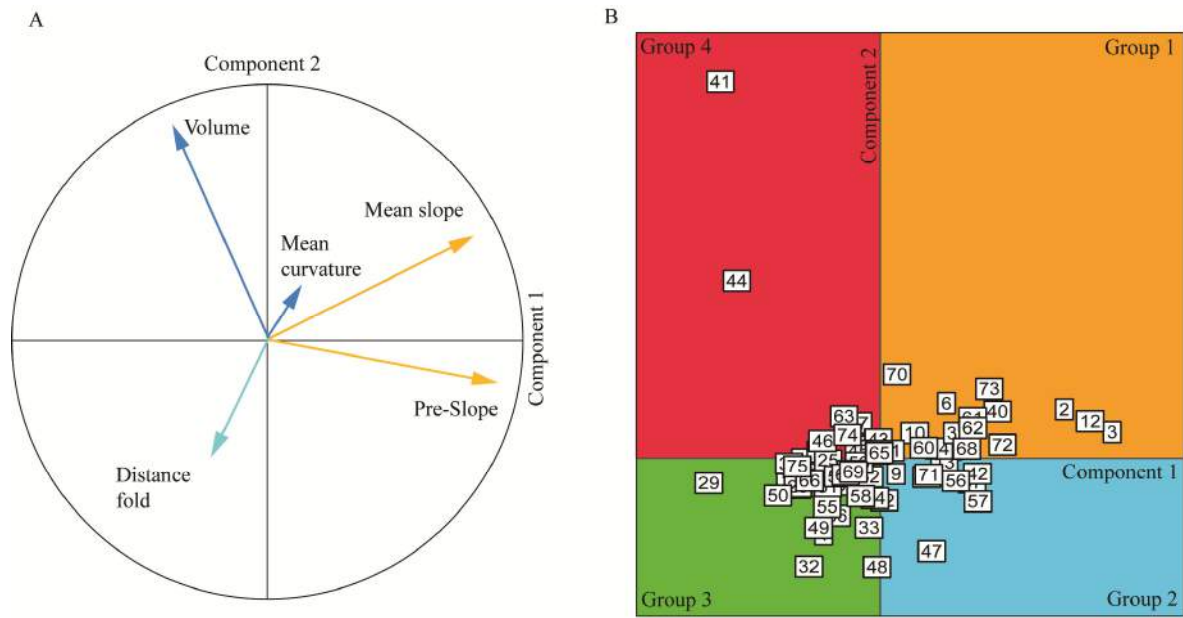 A
Component 2
Volume
Mean slope
Mean
curvature
Component 1
Pre-Slope
Distance
fold
B
Group 4
Component 2
Group 1
41
44
70
73
6
40
2
12
3
63
74
46
10
62
60
68
72
65
25
75
69
9
71
56
42
Component 1
29
50
66
58
57
55
49
33
32
48
47
Group 3
Group 2